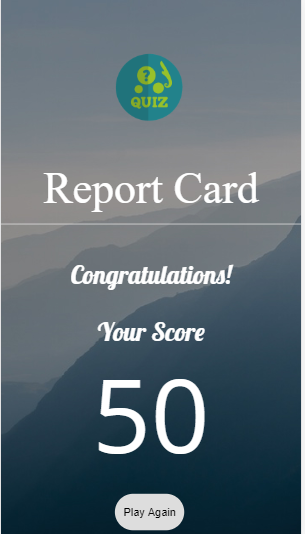 ?
QUIZ
Report Card
Congratulations!
Your Score
50
Play Again